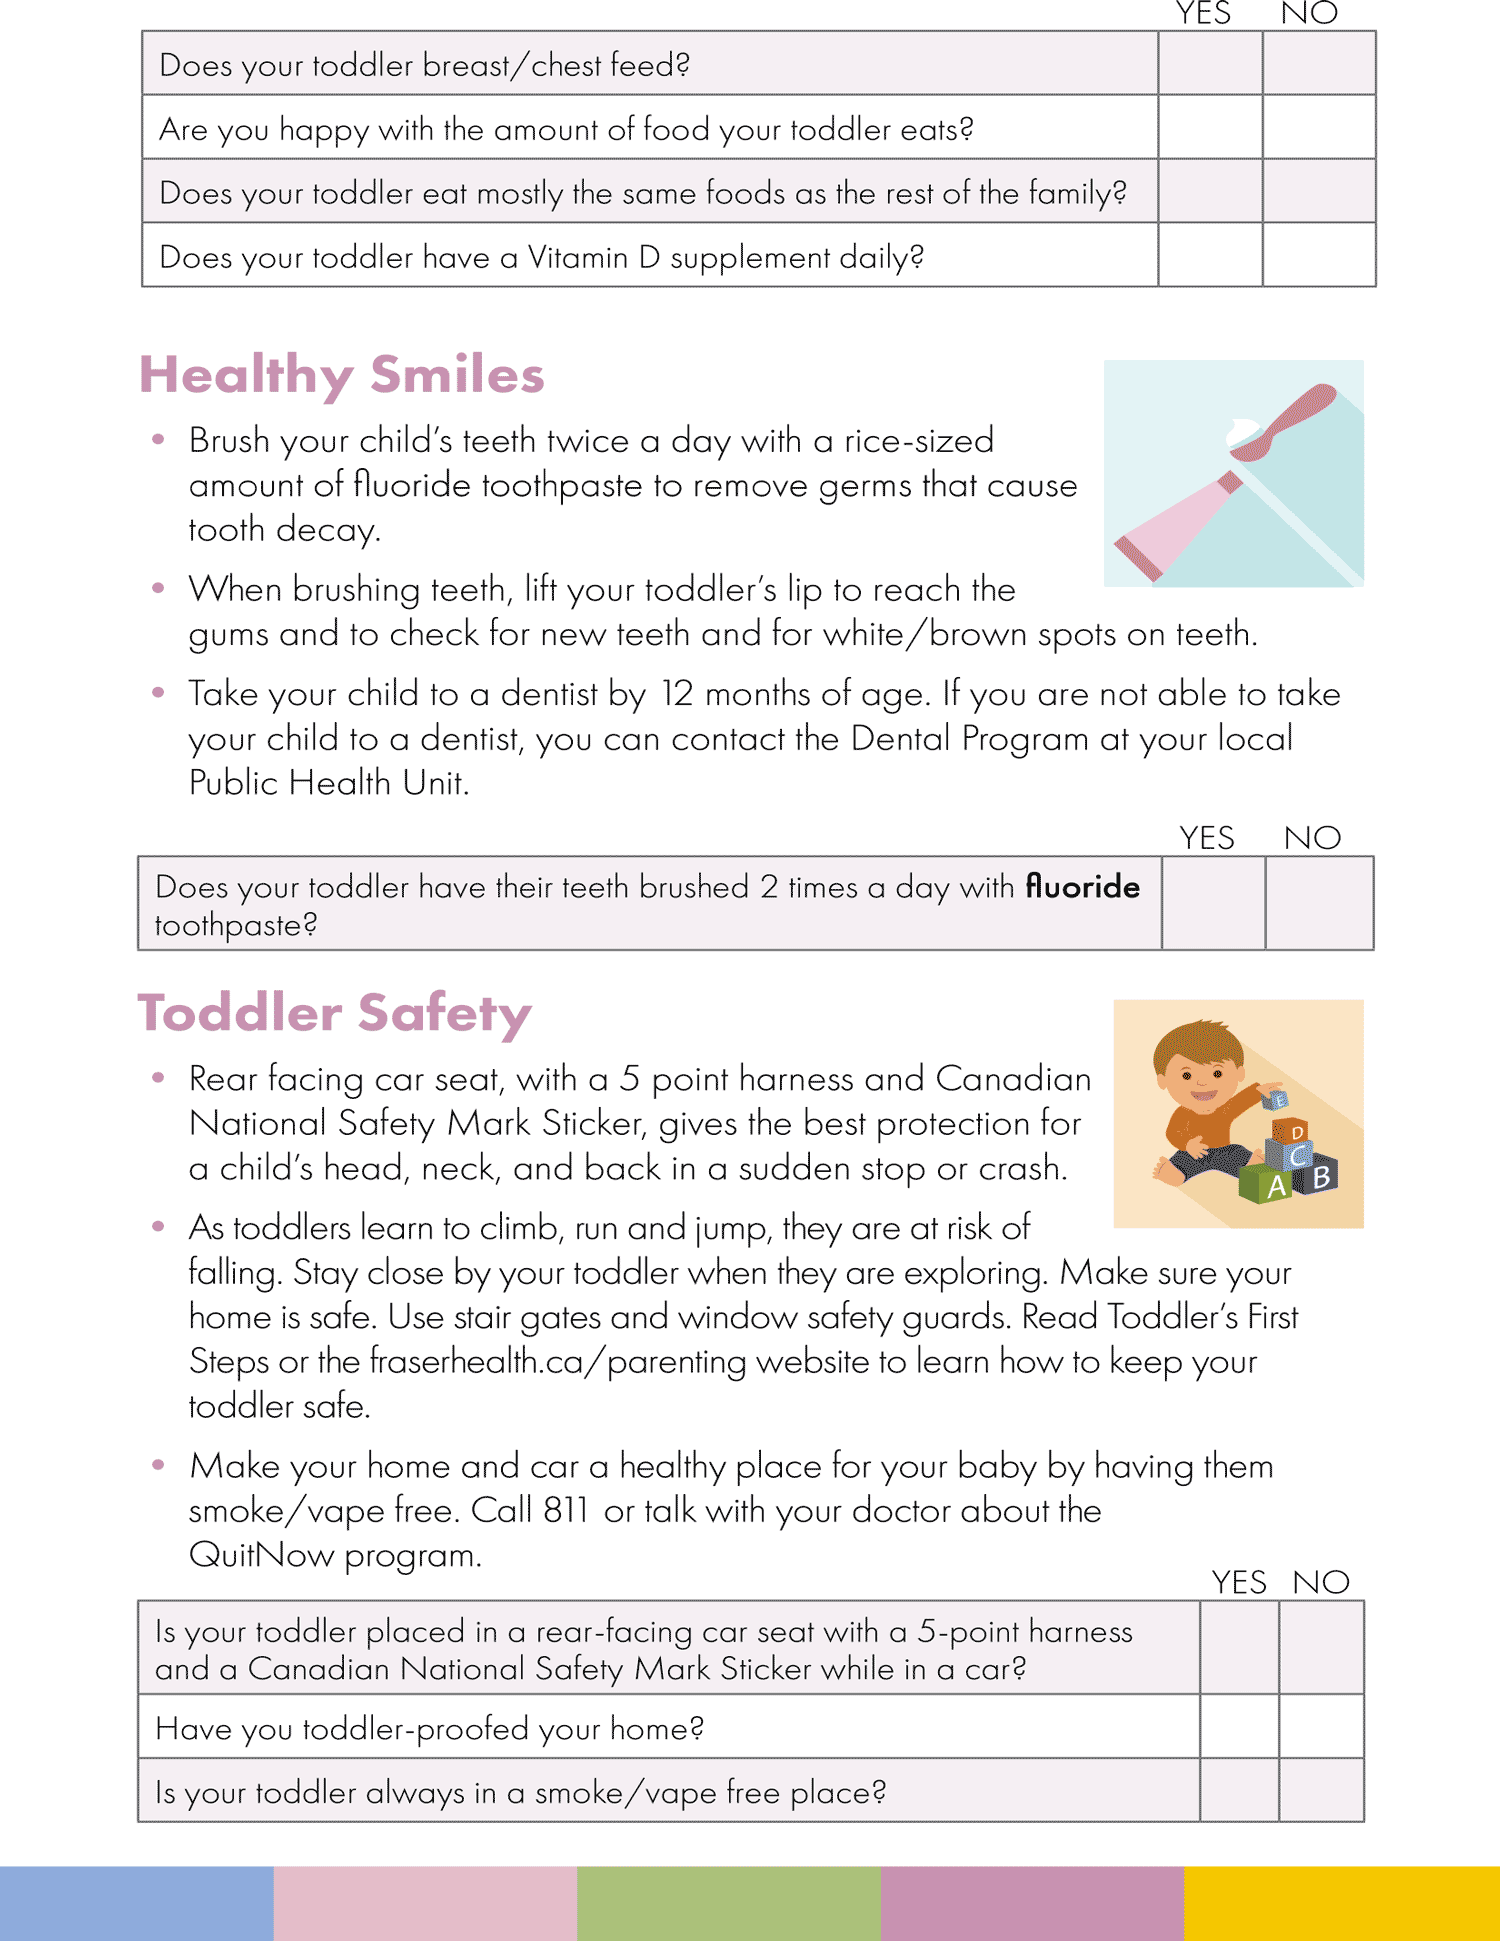 YES NO
Does your toddler breast/chest feed?
Are you happy with the amount of food your toddler eats?
Does your toddler eat mostly the same foods as the rest of the family?
Does your toddler have a Vitamin D supplement daily?
Healthy Smiles
• Brush your child's teeth twice a day with a rice-sized
amount of fluoride toothpaste to remove germs that cause
tooth decay.
• When brushing teeth, lift your toddler's lip to reach the
gums and to check for new teeth and for white/brown spots on teeth.
• Take your child to a dentist by 12 months of age. If you are not able to take
your child to a dentist, you can contact the Dental Program at your local
Public Health Unit.
YES NO
Does your toddler have their teeth brushed 2 times a day with fluoride
toothpaste?
Toddler Safety
• Rear facing car seat, with a 5 point harness and Canadian
National Safety Mark Sticker, gives the best protection for
a child's head, neck, and back in a sudden stop or crash.
E
D
C
A B
• As toddlers learn to climb, run and jump, they are at risk of
falling. Stay close by your toddler when they are exploring. Make sure your
home is safe. Use stair gates and window safety guards. Read Toddler's First
Steps or the fraserhealth.ca/parenting website to learn how to keep your
toddler safe.
• Make your home and car a healthy place for your baby by having them
smoke/vape free. Call 811 or talk with your doctor about the
QuitNow program.
YES NO
Is your toddler placed in a rear-facing car seat with a 5-point harness
and a Canadian National Safety Mark Sticker while in a car?
Have you toddler-proofed your home?
Is your toddler always in a smoke/vape free place?